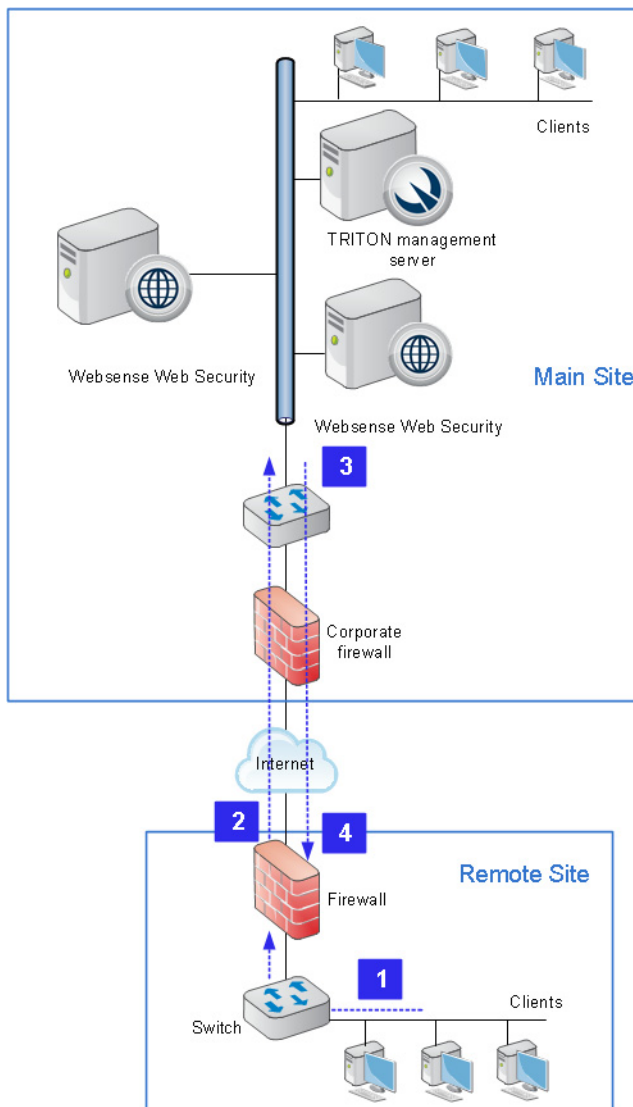 Clients
TRITON management
server
Websense Web Security
Main Site
Websense Web Security
3
Corporate
firewall
Internet
2
4
Remote Site
Firewall
1
Clients
Switch